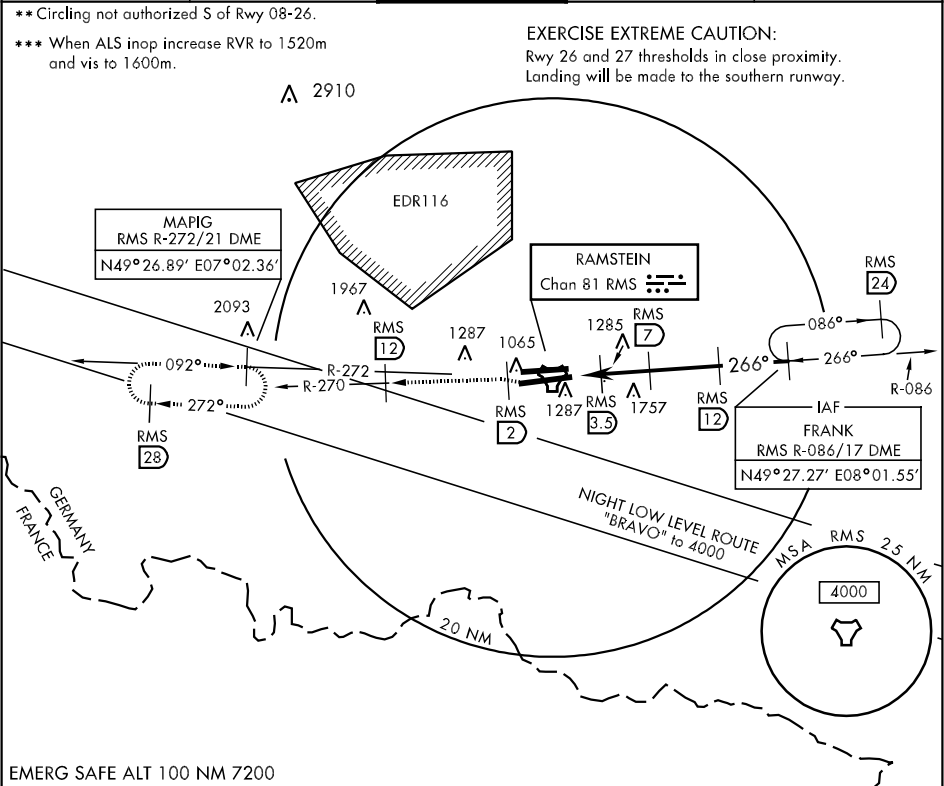 ** Circling not authorized S of Rwy 08-26.
*** When ALS inop increase RVR to 1520m
and vis to 1600m.
EXERCISE EXTREME CAUTION:
Rwy 26 and 27 thresholds in close proximity.
Landing will be made to the southern runway.
2910
EDR116
MAPIG
RMS R-272/21 DME
N49°26.89' E07°02.36'
RAMSTEIN
Chan 81 RMS
RMS
24
2093
1967
RMS
12
1287
1065
1285
RMS
7
086°
266°
266°
R-086
092°
R-272
R-270
272°
RMS
28
RMS
2
1287
RMS
3.5
1757
RMS
12
IAF
FRANK
RMS R-086/17 DME
N49°27.27' E08°01.55'
GERMANY
FRANCE
NIGHT LOW LEVEL ROUTE
"BRAVO" to 4000
MSA RMS 25 NM
4000
20 NM
EMERG SAFE ALT 100 NM 7200